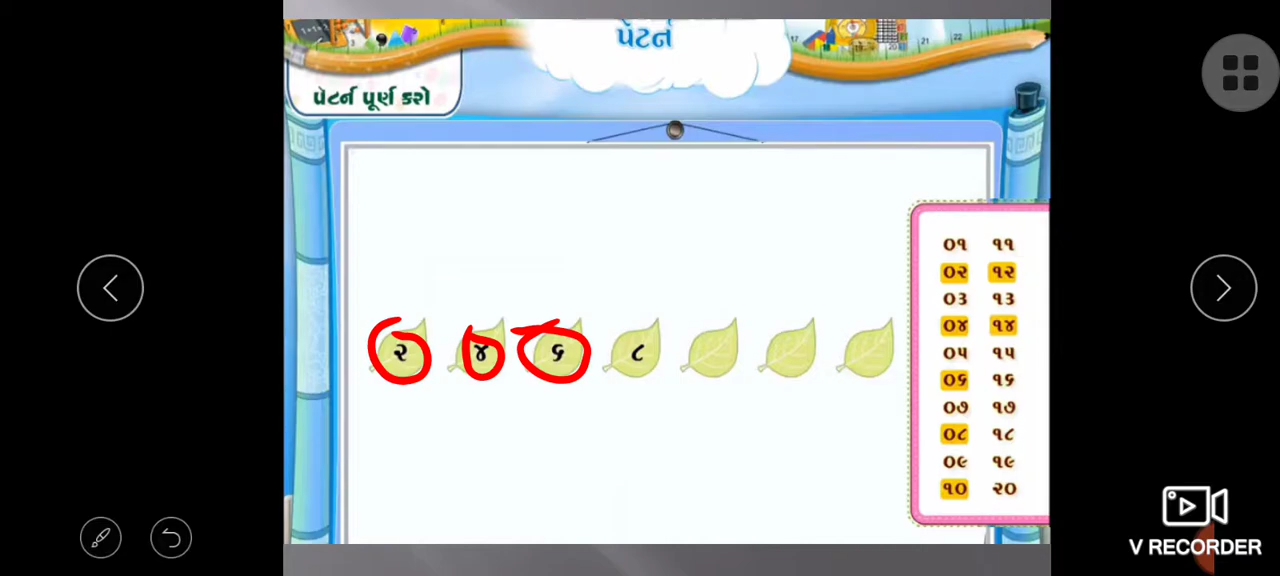 પેટર્ન
પેટર્ન પૂર્ણ કરો
૨ ૪ ૬ ૮
૦૧ ૧૧
૦૨ ૧૨
૦૩ ૧૩
૦૪ ૧૪
૦૫ ૧૫
૦૬ ૧૬
૦૭ ૧૭
૦૮ ૧૮
૦૯ ૧૯
૧૦ ૨૦
V RECORDER